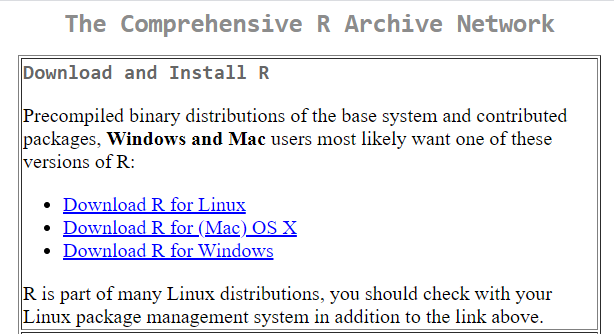 The Comprehensive R Archive Network
Download and Install R
Precompiled binary distributions of the base system and contributed
packages, Windows and Mac users most likely want one of these
versions of R:
Download R for Linux
Download R for (Mac) OS X
Download R for Windows
R is part of many Linux distributions, you should check with your
Linux package management system in addition to the link above.